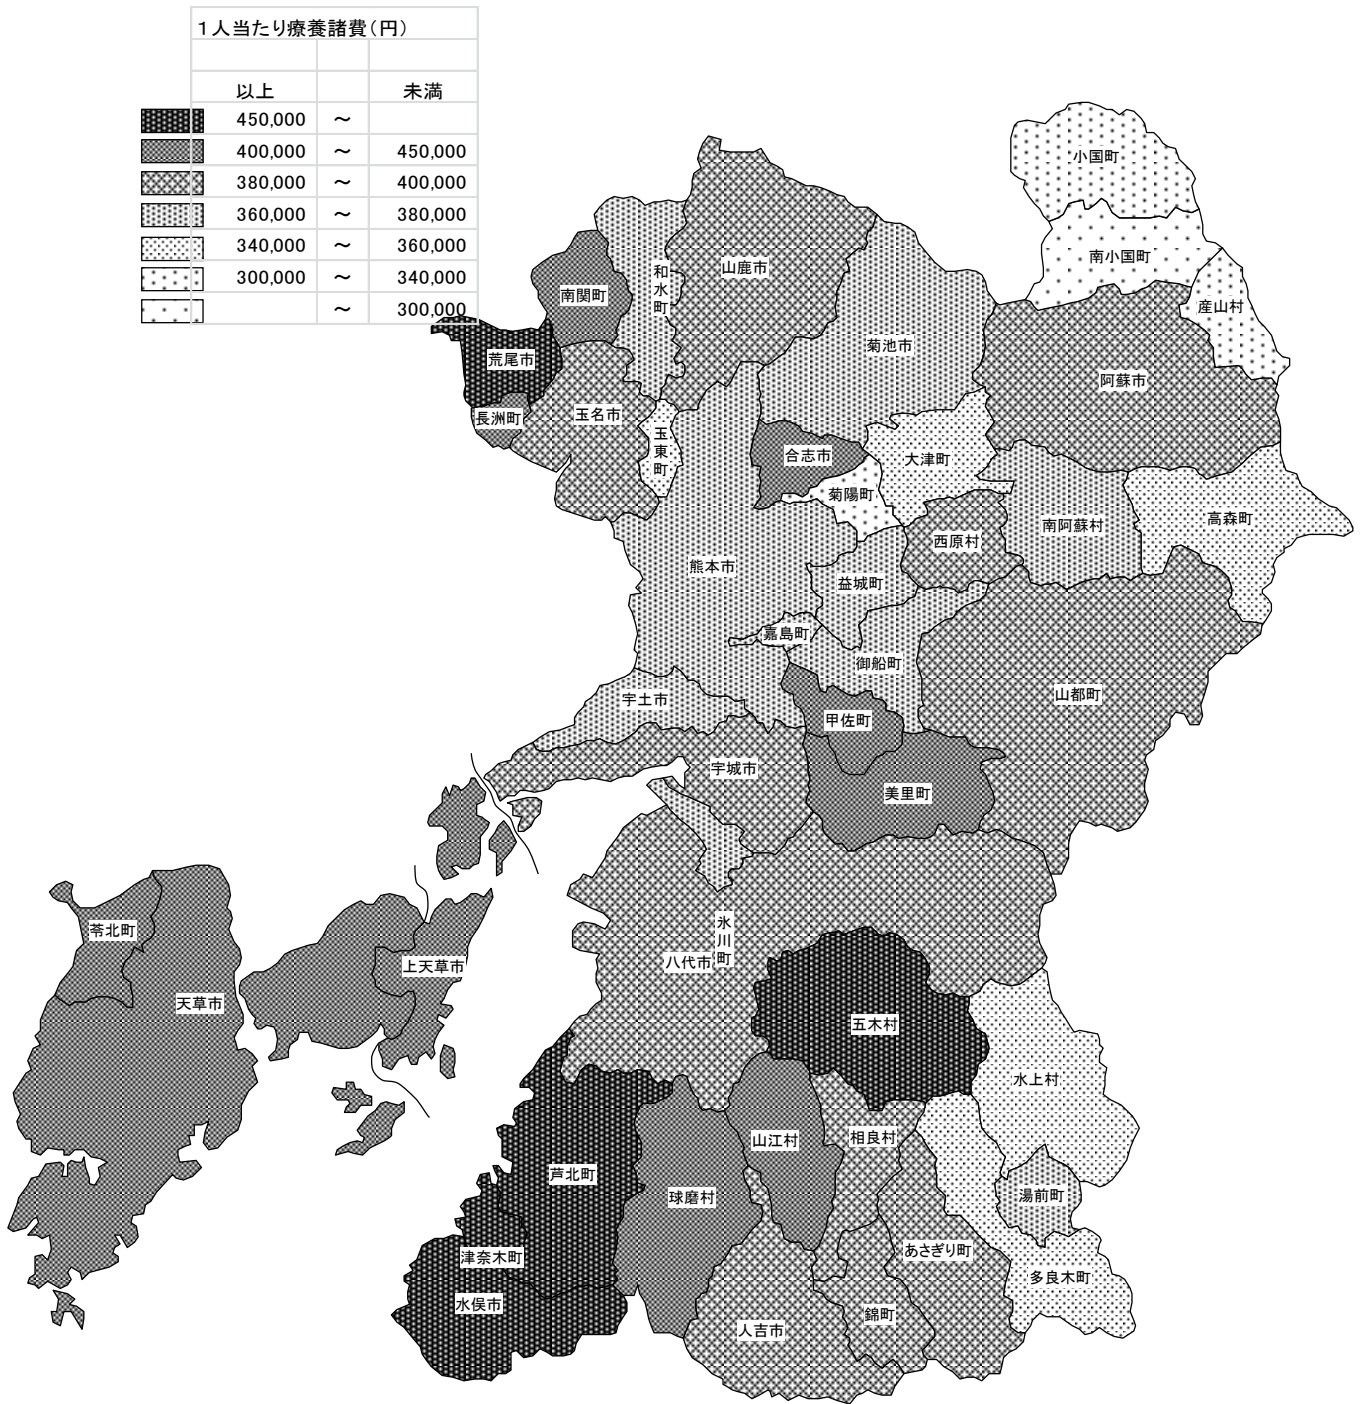 1人当たり療養諸費(円)
以上 未満
450,000 ～
400,000 ～ 450,000
380,000 ～ 400,000
360,000 ～ 380,000
340,000 ～ 360,000
300,000 ～ 340,000
～ 300,000
小国町
南小国町
産山村
山鹿市
和水町
南関町
荒尾市
長洲町
玉名市
玉東町
菊池市
阿蘇市
合志市
大津町
菊陽町
高森町
南阿蘇村
西原村
熊本市
益城町
嘉島町
御船町
山都町
宇土市
甲佐町
宇城市
美里町
氷川町
八代市
苓北町
上天草市
天草市
五木村
水上村
相良村
山江村
芦北町
球磨村
湯前町
あさぎり町
津奈木町
多良木町
水俣市
錦町
人吉市